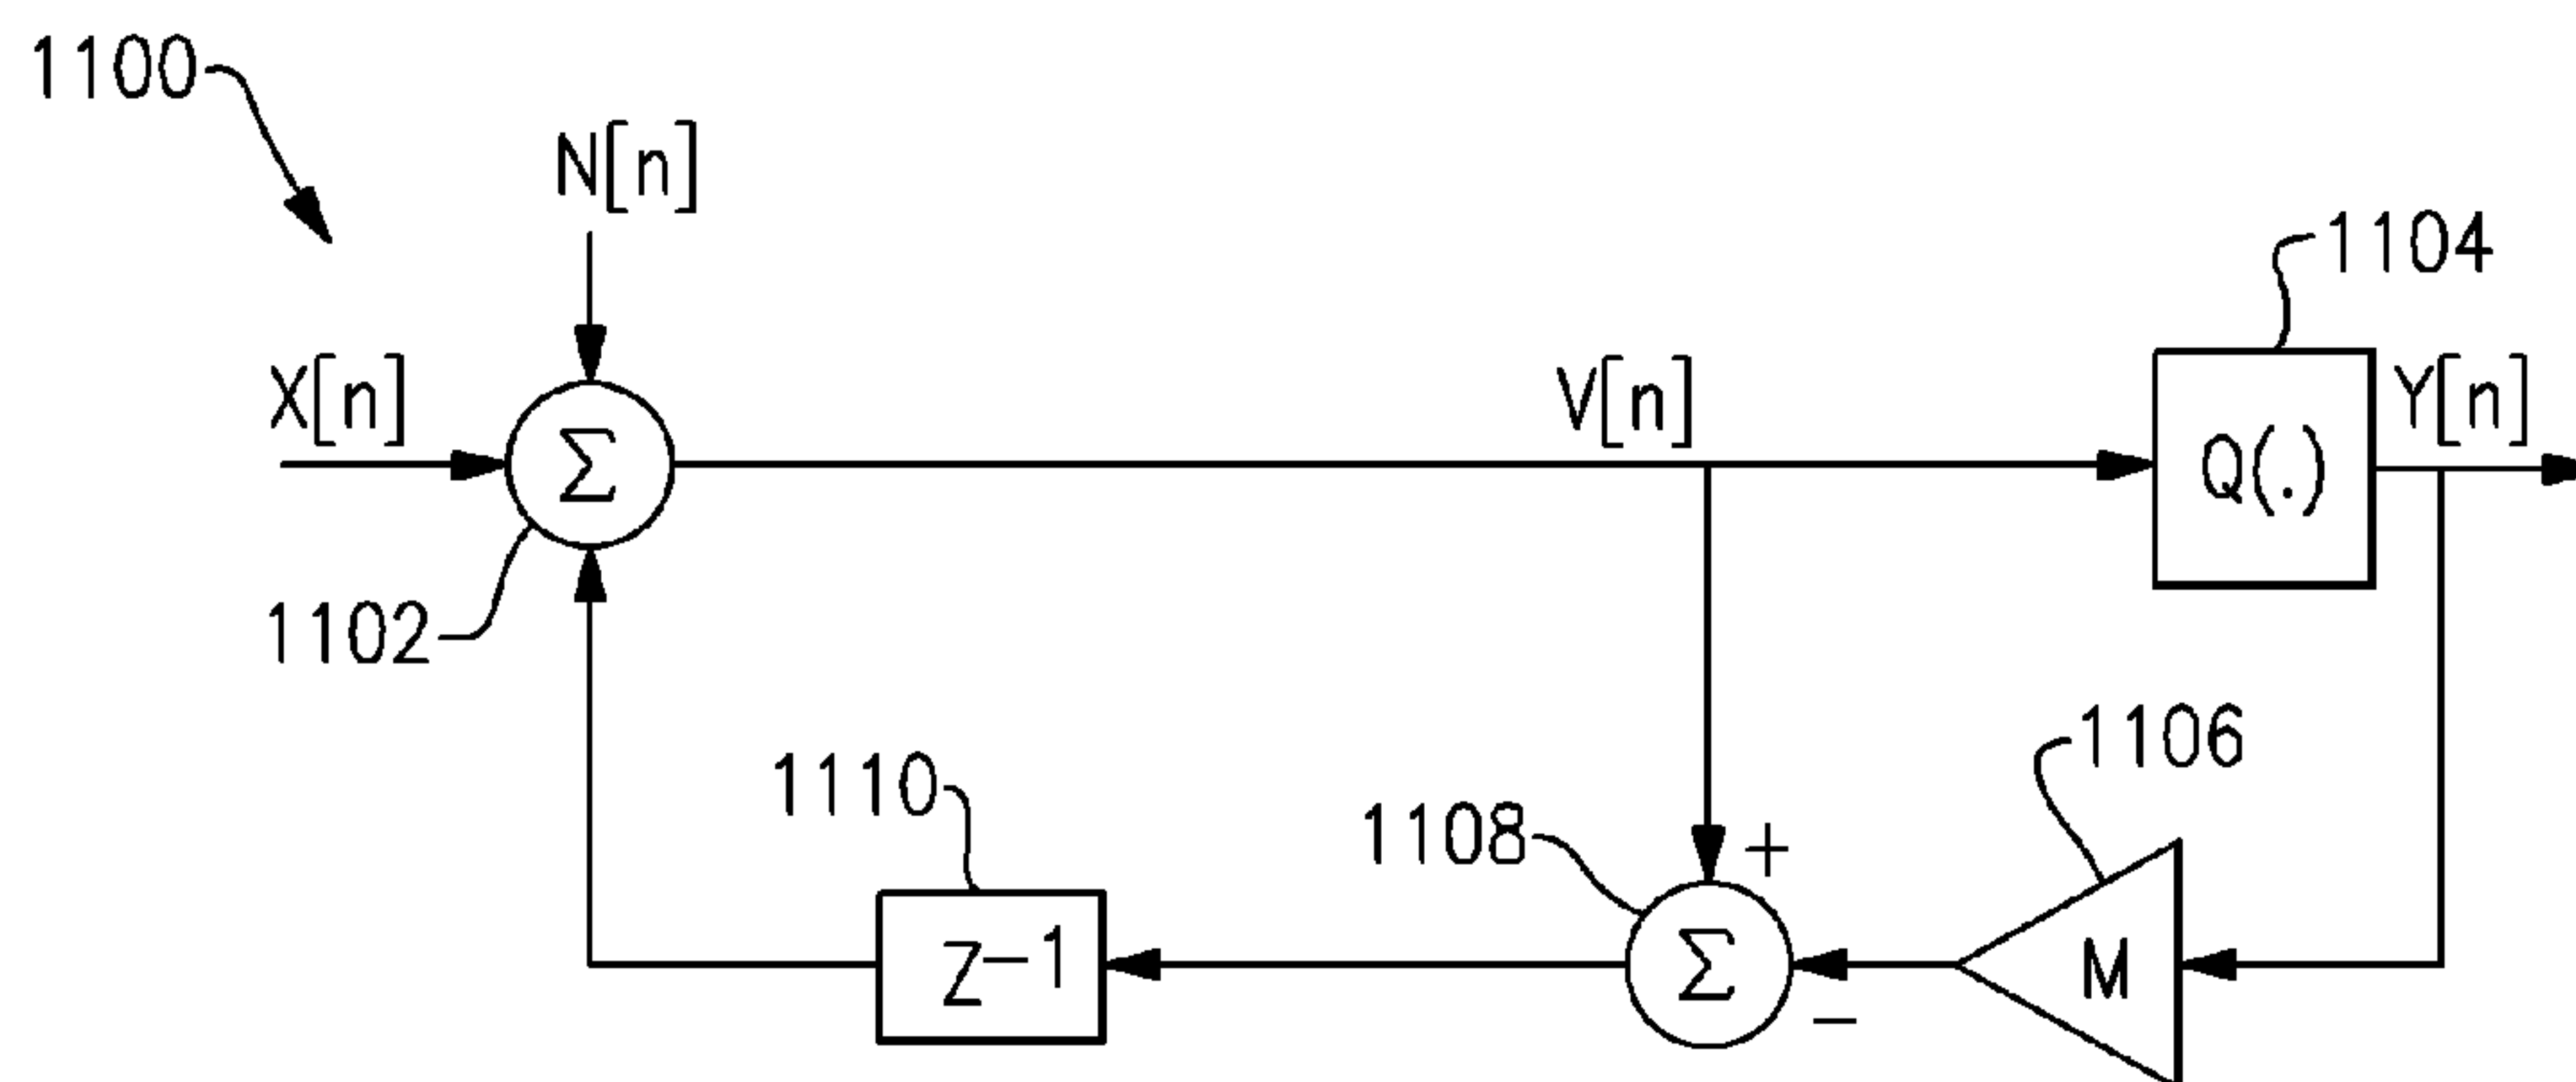 1100
N[n]
1104
X[n]
V[n]
Y[n]
Σ
Q(.)
1102
1106
1110
1108
+
Z⁻¹
Σ
M
−